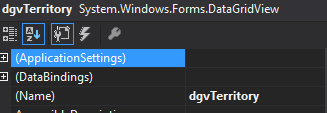 dgvTerritory System.Windows.Forms.DataGridView
(ApplicationSettings)
(DataBindings)
(Name) dgvTerritory